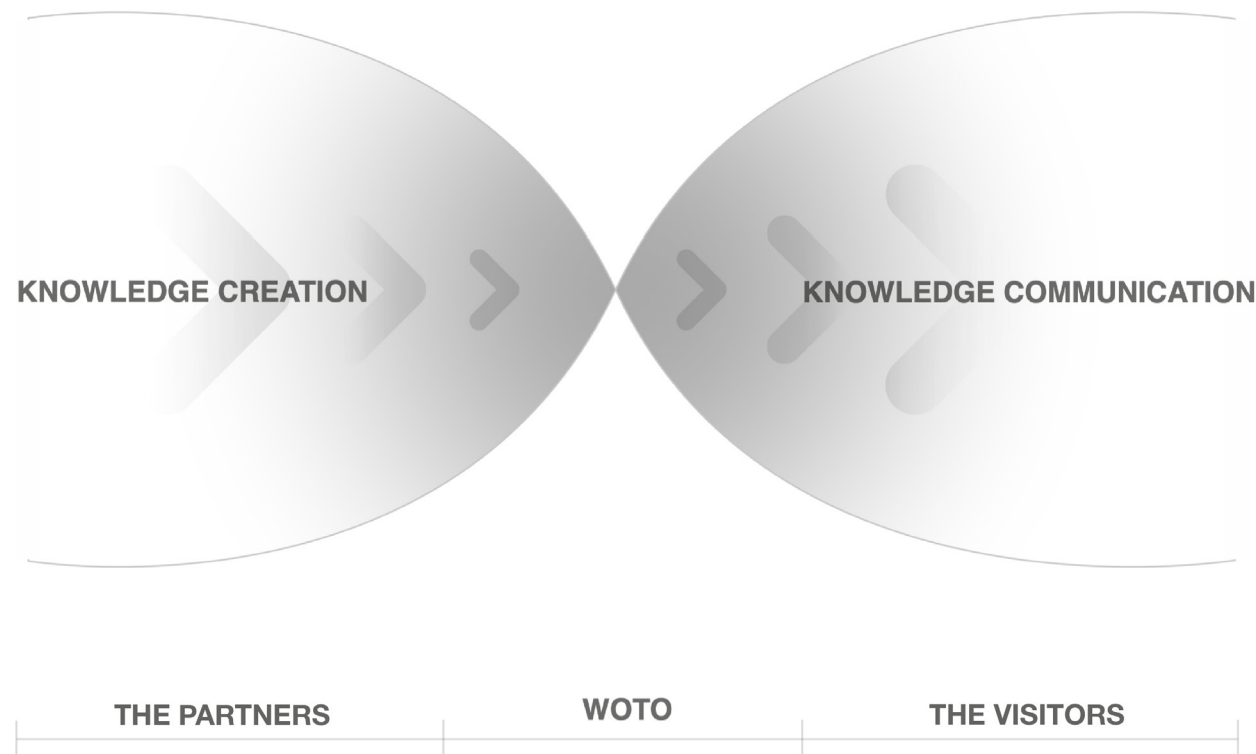 KNOWLEDGE CREATION
KNOWLEDGE COMMUNICATION
THE PARTNERS
WOTO
THE VISITORS